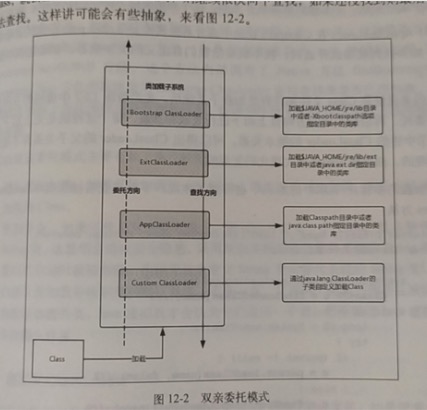 法查找。这样讲可能会有些抽象，来看图 12-2。
类加载子系统
Bootstrap ClassLoader
加载$JAVA_HOME/jre/lib目录
中或者-Xbootclasspath选项
指定目录中的类库
ExtClassLoader
加载$JAVA_HOME/jre/lib/ext
目录中或者java.ext.dir指定目
录中的类库
委托方向
查找方向
AppClassLoader
加载Classpath目录中或者
java.class.path指定目录中的类
库
Custom ClassLoader
通过java.lang.ClassLoader的
子类自定义加载Class
Class
加载
图 12-2 双亲委托模式